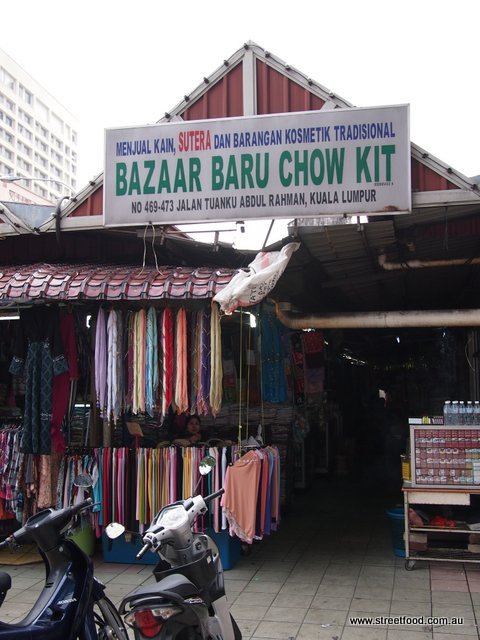 MENJUAL KAIN, SUTERA DAN BARANGAN KOSMETIK TRADISIONAL
BAZAAR BARU CHOW KIT
NO 469-473 JALAN TUANKU ABDUL RAHMAN, KUALA LUMPUR
HONDA
www.streetfood.com.au